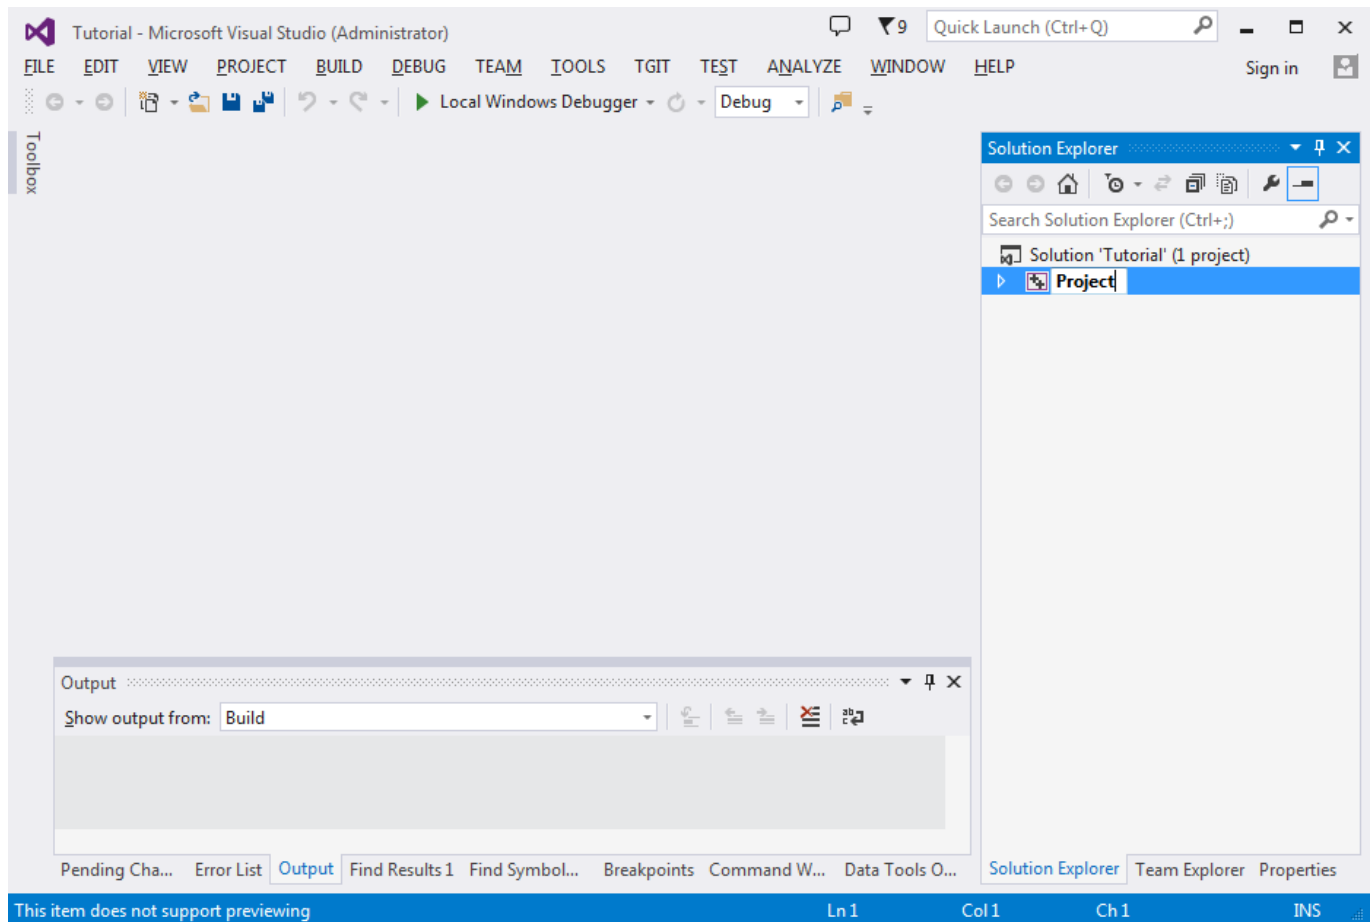 Tutorial - Microsoft Visual Studio (Administrator) 9 Quick Launch (Ctrl+Q)
FILE EDIT VIEW PROJECT BUILD DEBUG TEAM TOOLS TGIT TEST ANALYZE WINDOW HELP Sign in
Local Windows Debugger Debug
Toolbox
Solution Explorer
Search Solution Explorer (Ctrl+;)
Solution 'Tutorial' (1 project)
Project
Output
Show output from: Build
Pending Cha... Error List Output Find Results 1 Find Symbol... Breakpoints Command W... Data Tools O... Solution Explorer Team Explorer Properties
This item does not support previewing Ln 1 Col 1 Ch 1 INS